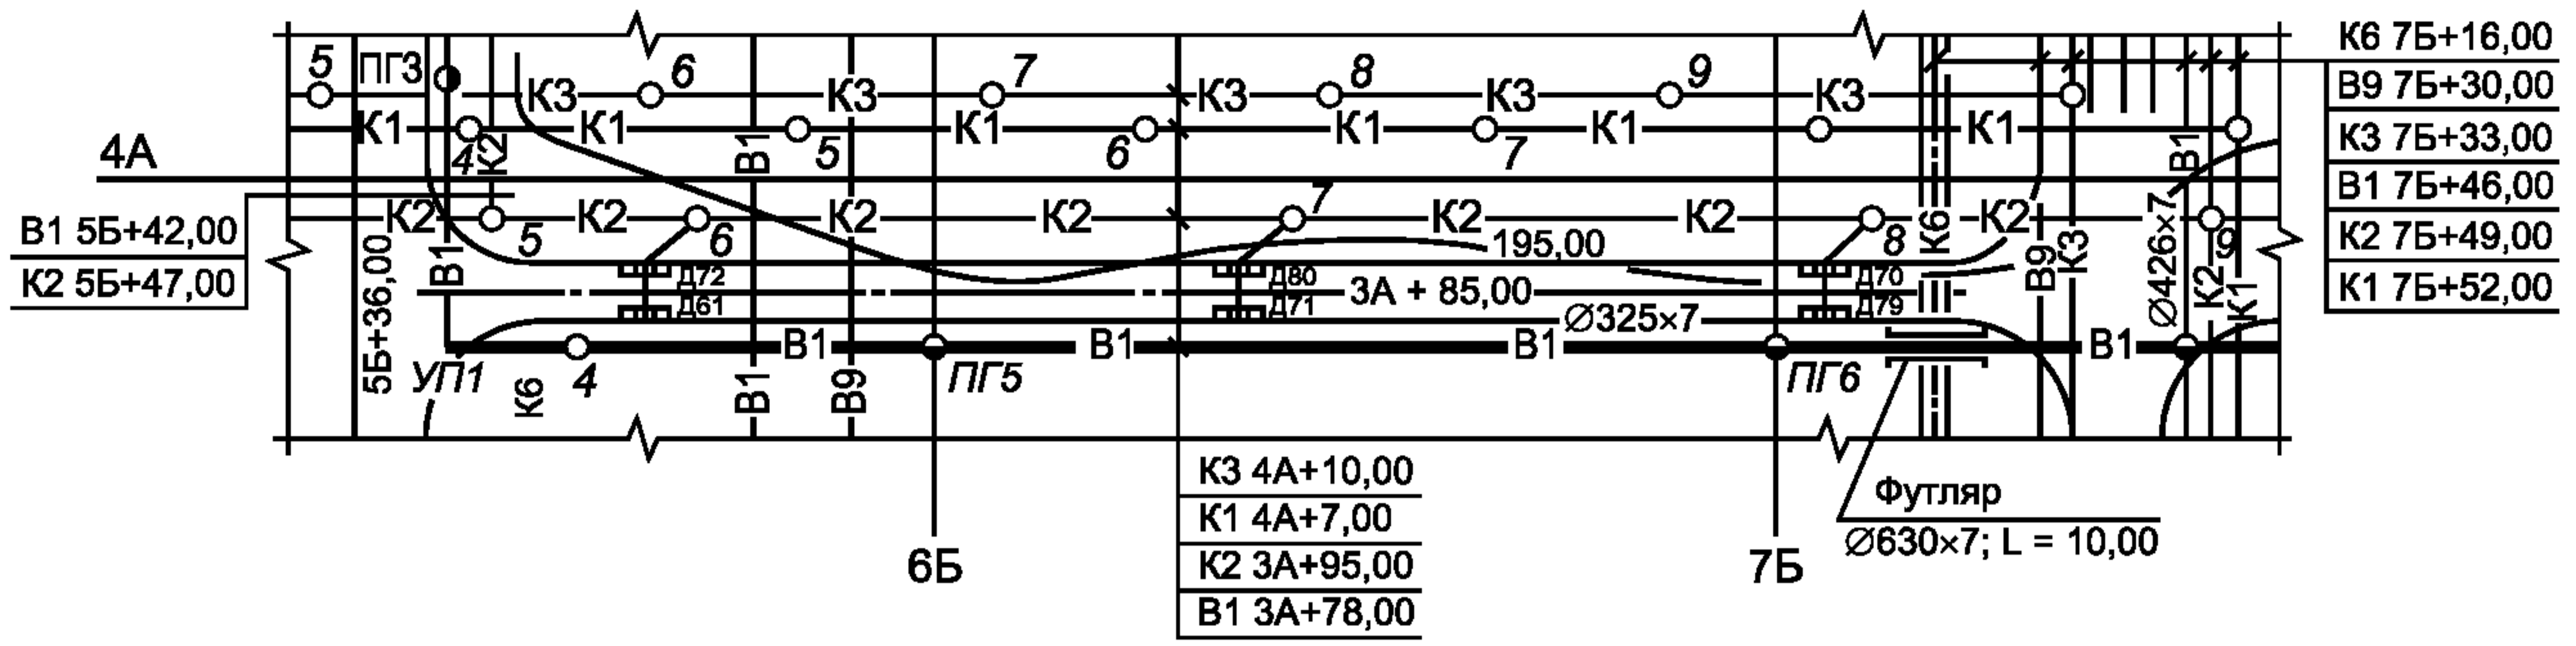 5 ПГ3 К3 6 К3 7 К3 8 К3 9 К3
К6 7Б+16,00
В9 7Б+30,00
К3 7Б+33,00
В1 7Б+46,00
К2 7Б+49,00
К1 7Б+52,00
К1 4 К2 К1 В1 5 К1 6 К1 7 К1 К1 В1
4А
К2 5 К2 6 К2 К2 7 К2 К2 8 К6 К2 9
В1 5Б+42,00
К2 5Б+47,00
5Б+36,00
В1
195,00
В9 К3 Ø426×7 К2 К1
Д72 Д80 Д70
3А + 85,00
Д61 Д71 Д79
Ø325×7
В1 В1 В1 В1
УП1 К6 4 В1 В9 ПГ5 ПГ6
К3 4А+10,00
К1 4А+7,00
К2 3А+95,00
В1 3А+78,00
Футляр
Ø630×7; L = 10,00
6Б 7Б